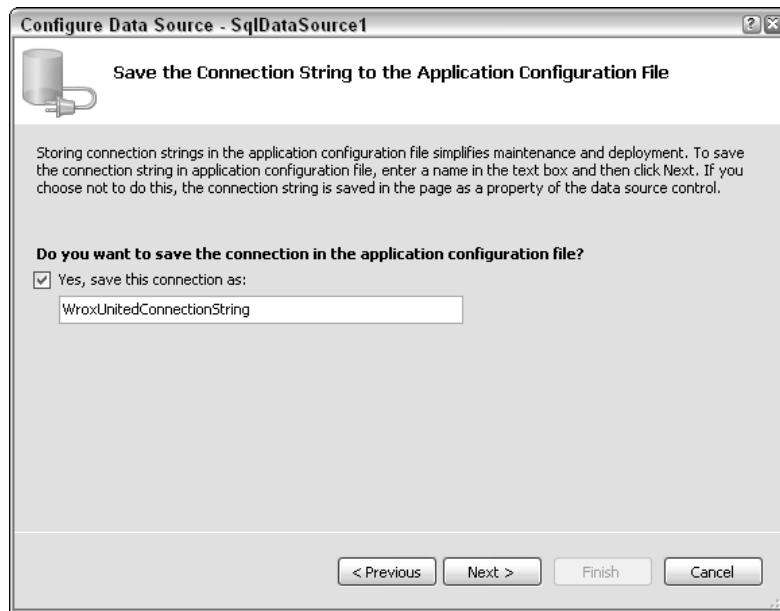 Configure Data Source - SqlDataSource1
Save the Connection String to the Application Configuration File
Storing connection strings in the application configuration file simplifies maintenance and deployment. To save
the connection string in application configuration file, enter a name in the text box and then click Next. If you
choose not to do this, the connection string is saved in the page as a property of the data source control.
Do you want to save the connection in the application configuration file?
Yes, save this connection as:
WroxUnitedConnectionString
< Previous Next > Finish Cancel